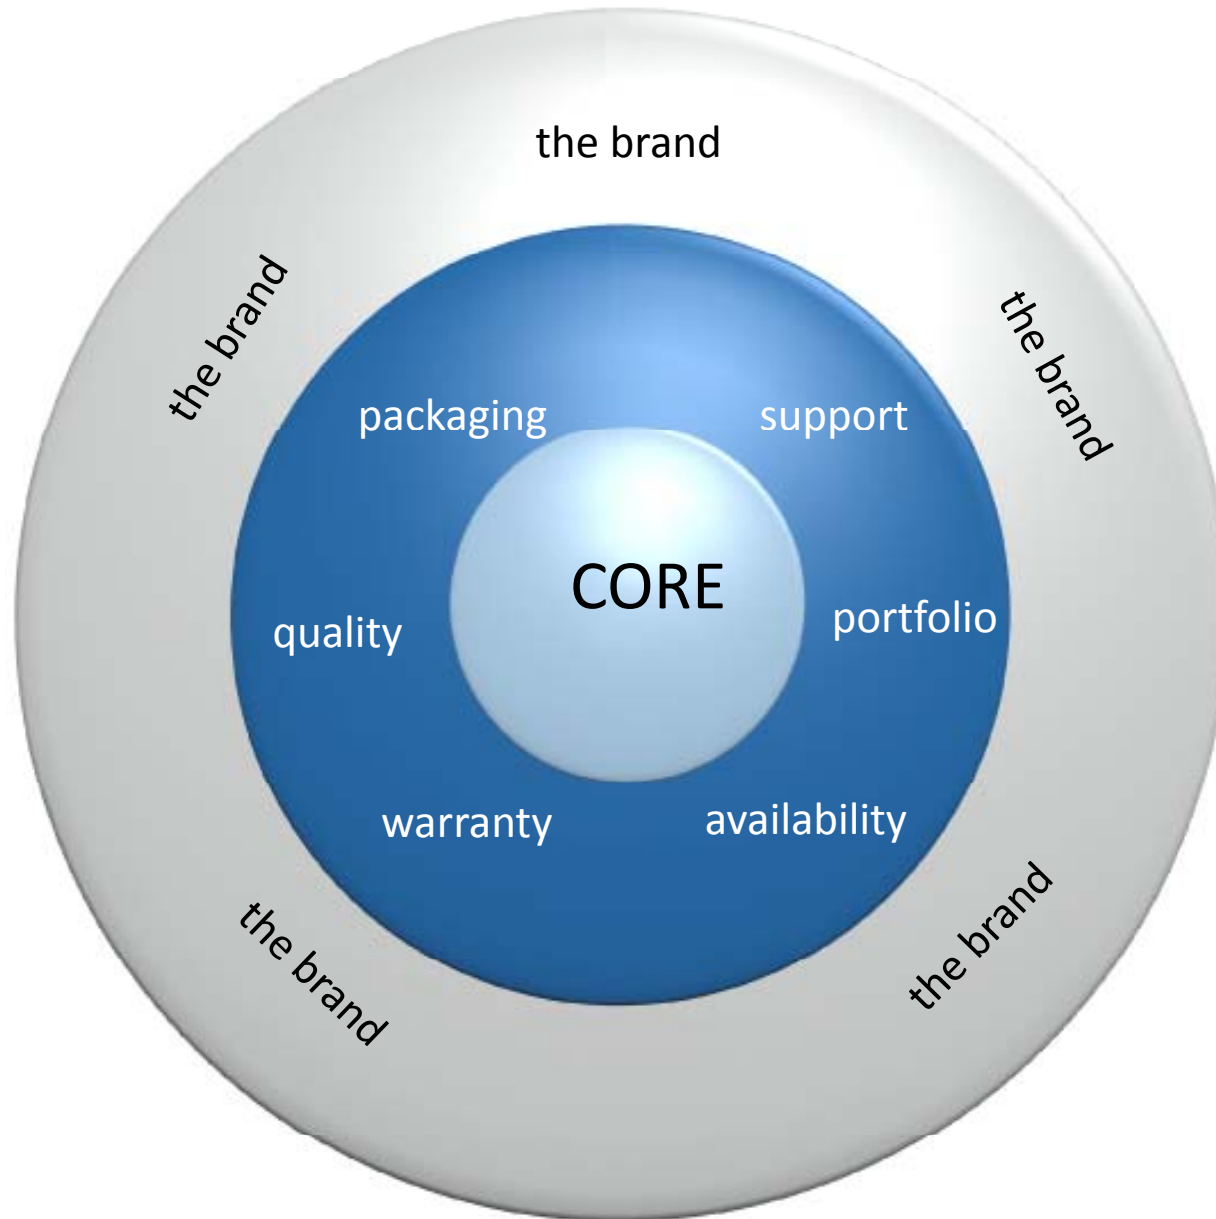 the brand
the brand
the brand
packaging
support
CORE
quality
portfolio
warranty
availability
the brand
the brand